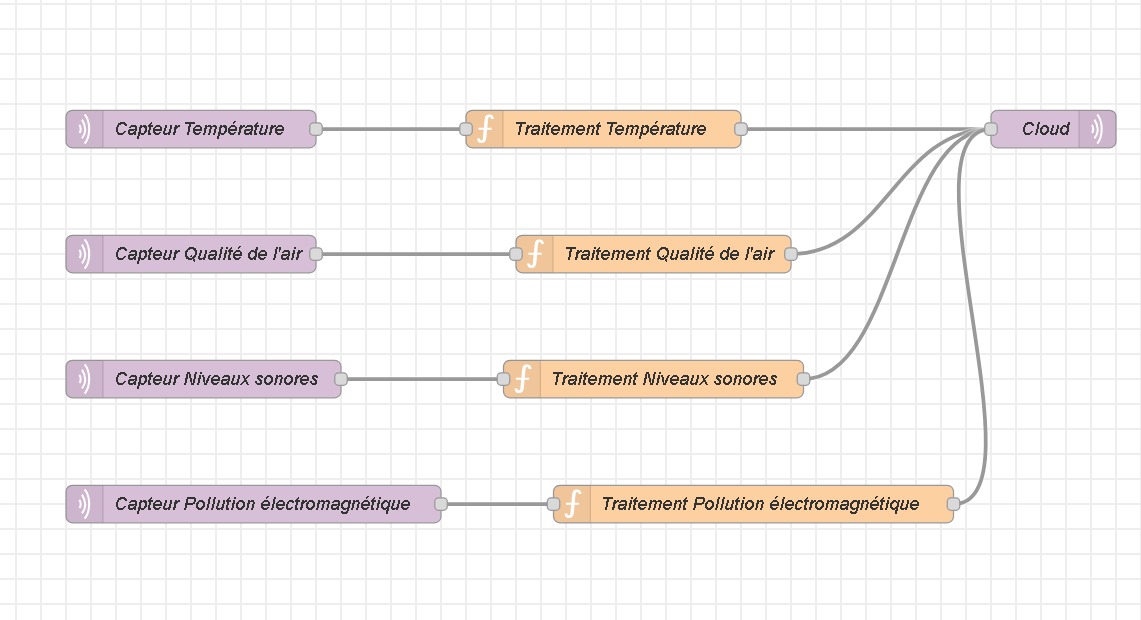 Capteur Température
Traitement Température
Cloud
Capteur Qualité de l'air
Traitement Qualité de l'air
Capteur Niveaux sonores
Traitement Niveaux sonores
Capteur Pollution électromagnétique
Traitement Pollution électromagnétique